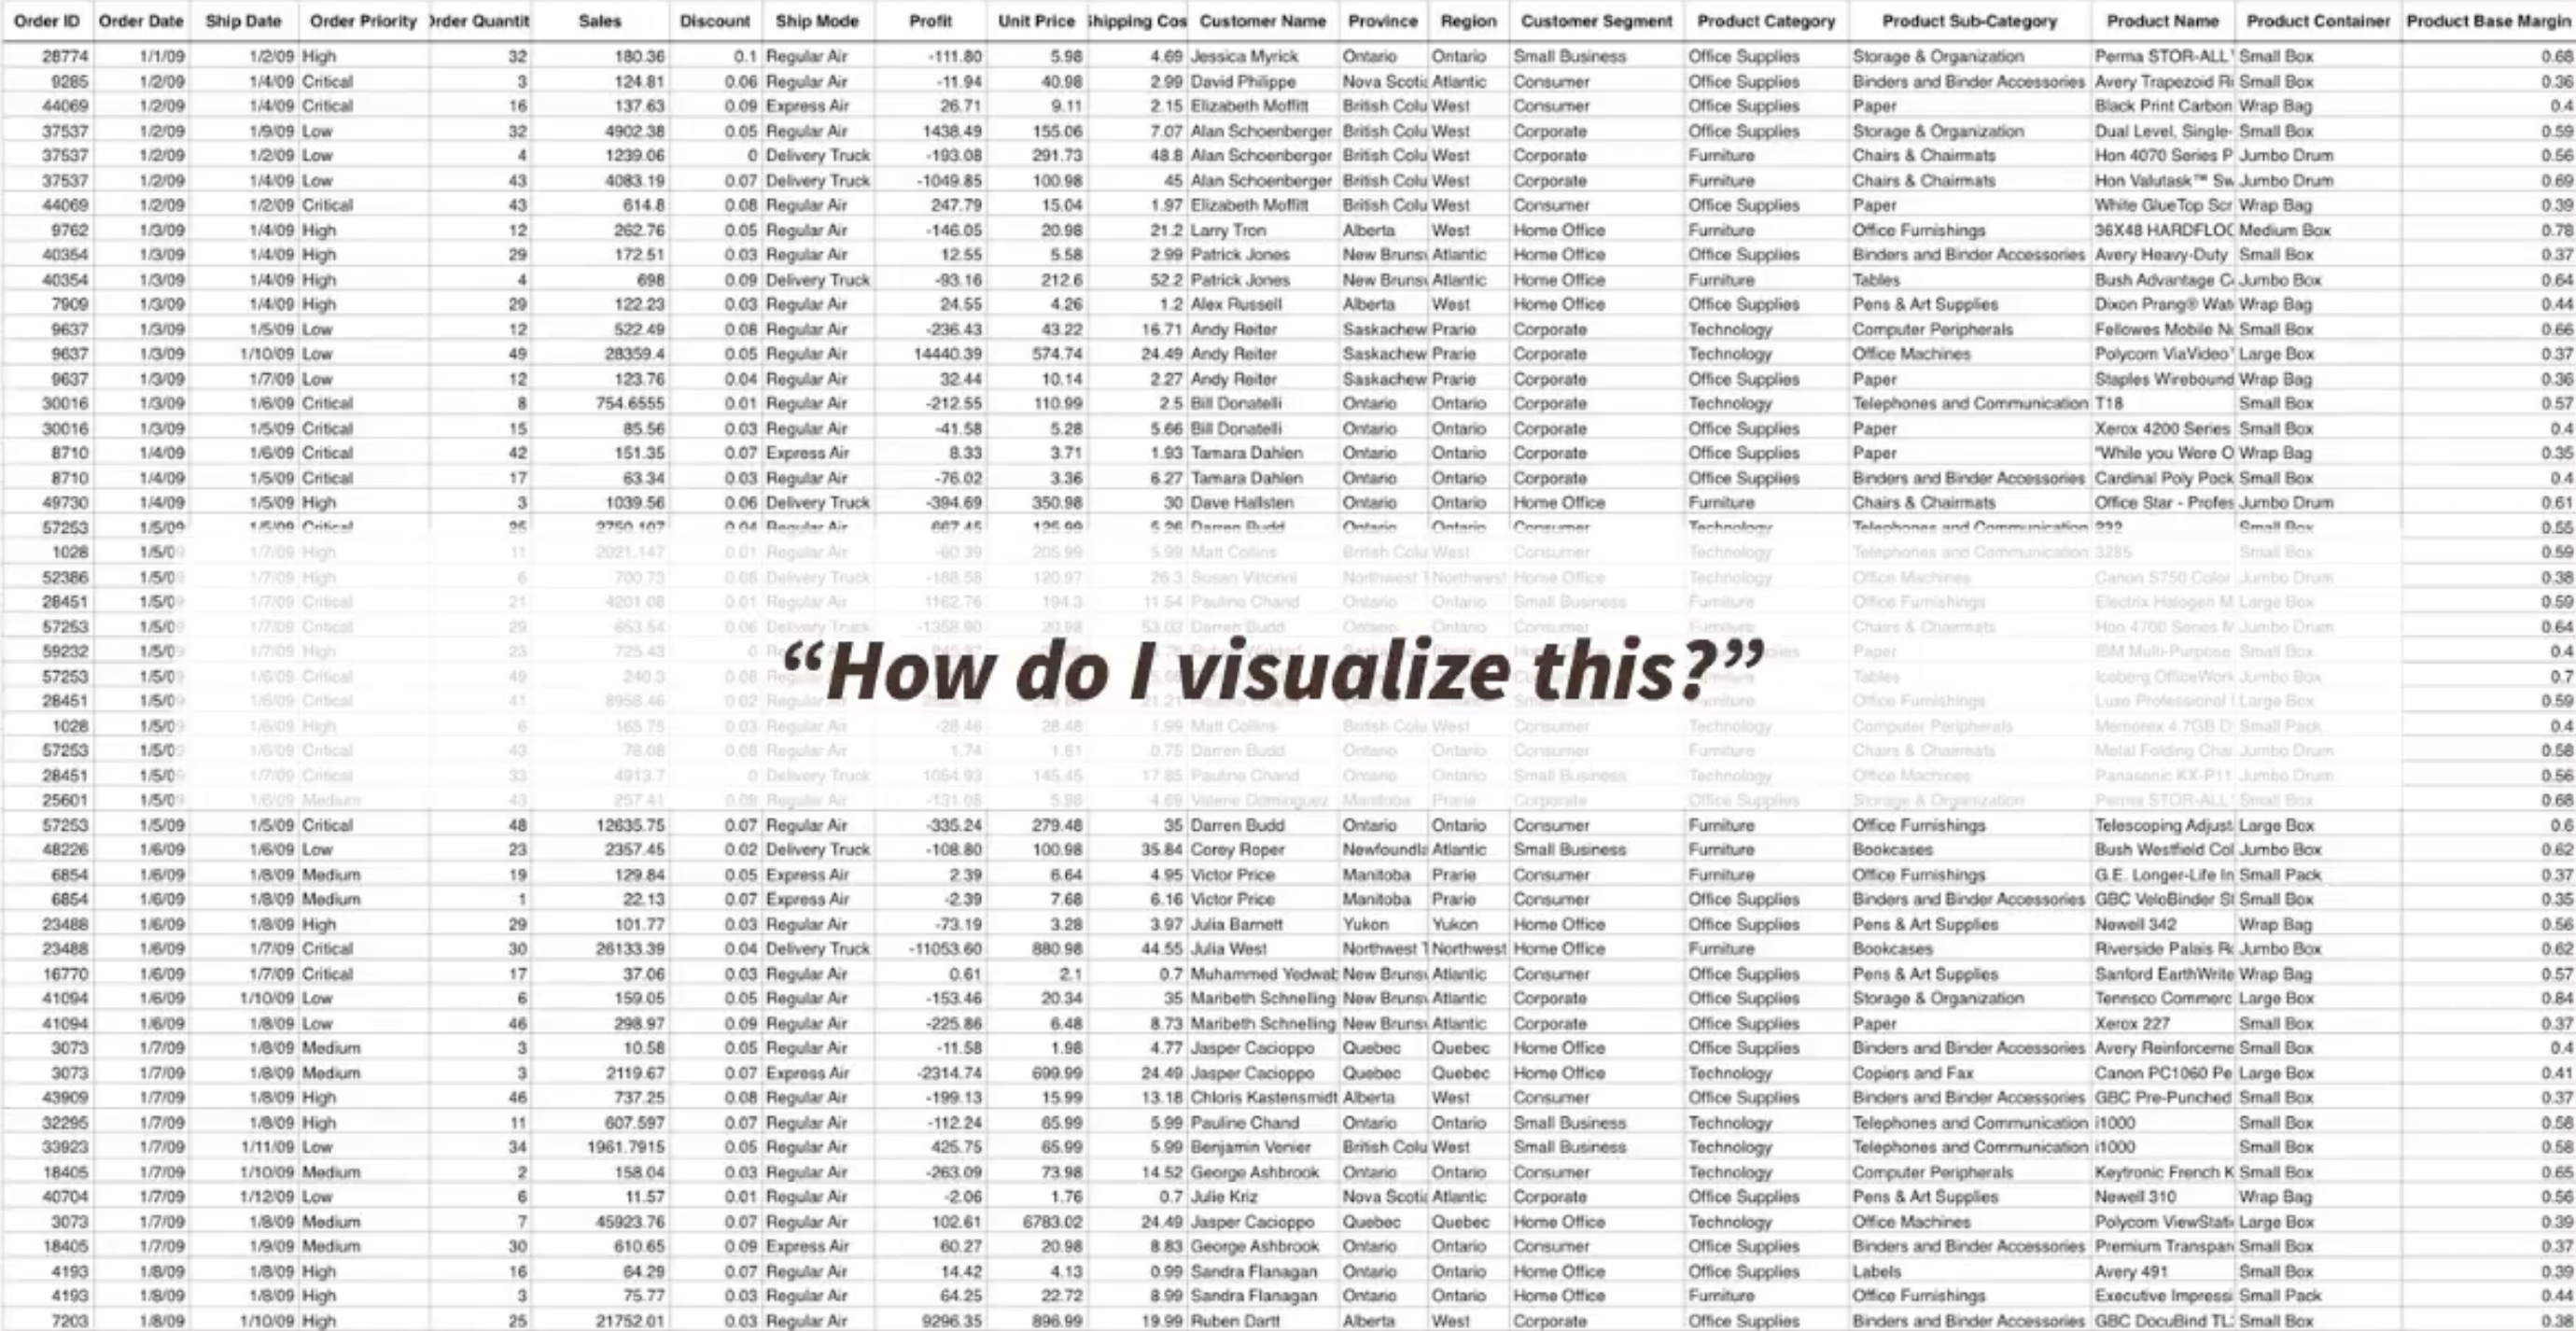 Order ID Order Date Ship Date Order Priority Order Quantit Sales Discount Ship Mode Profit Unit Price Shipping Cos Customer Name Province Region Customer Segment Product Category Product Sub-Category Product Name Product Container Product Base Margin
28774 1/1/09 1/2/09 High 32 180.36 0.1 Regular Air -111.80 5.98 4.69 Jessica Myrick Ontario Ontario Small Business Office Supplies Storage & Organization Perma STOR-ALL Small Box 0.68
9285 1/2/09 1/4/09 Critical 3 124.81 0.06 Regular Air -11.94 40.98 2.99 David Philippe Nova Scoti Atlantic Consumer Office Supplies Binders and Binder Accessories Avery Trapezoid Ri Small Box 0.36
44069 1/2/09 1/4/09 Critical 16 137.63 0.09 Express Air 26.71 9.11 2.15 Elizabeth Moffitt British Colu West Consumer Office Supplies Paper Black Print Carbon Wrap Bag 0.4
37537 1/2/09 1/9/09 Low 32 4902.38 0.05 Regular Air 1438.49 155.06 7.07 Alan Schoenberger British Colu West Corporate Office Supplies Storage & Organization Dual Level, Single- Small Box 0.59
37537 1/2/09 1/2/09 Low 4 1239.06 0 Delivery Truck -193.08 291.73 48.8 Alan Schoenberger British Colu West Corporate Furniture Chairs & Chairmats Hon 4070 Series P Jumbo Drum 0.56
37537 1/2/09 1/4/09 Low 43 4083.19 0.07 Delivery Truck -1049.85 100.98 45 Alan Schoenberger British Colu West Corporate Furniture Chairs & Chairmats Hon Valutask™ Sw Jumbo Drum 0.69
44069 1/2/09 1/2/09 Critical 43 614.8 0.08 Regular Air 247.79 15.04 1.97 Elizabeth Moffitt British Colu West Consumer Office Supplies Paper White GlueTop Scr Wrap Bag 0.39
9762 1/3/09 1/4/09 High 12 262.76 0.05 Regular Air -146.05 20.98 21.2 Larry Tron Alberta West Home Office Furniture Office Furnishings 36X48 HARDFLOO Medium Box 0.78
40354 1/3/09 1/4/09 High 29 172.51 0.03 Regular Air 12.55 5.58 2.99 Patrick Jones New Bruns Atlantic Home Office Office Supplies Binders and Binder Accessories Avery Heavy-Duty Small Box 0.37
40354 1/3/09 1/4/09 High 4 698 0.09 Delivery Truck -93.16 212.6 52.2 Patrick Jones New Bruns Atlantic Home Office Furniture Tables Bush Advantage C Jumbo Box 0.64
7909 1/3/09 1/4/09 High 29 122.23 0.03 Regular Air 24.55 4.26 1.2 Alex Russell Alberta West Home Office Office Supplies Pens & Art Supplies Dixon Prang® Wat Wrap Bag 0.44
9637 1/3/09 1/5/09 Low 12 522.49 0.08 Regular Air -236.43 43.22 16.71 Andy Reiter Saskachew Prarie Corporate Technology Computer Peripherals Fellowes Mobile N Small Box 0.66
9637 1/3/09 1/10/09 Low 49 28359.4 0.05 Regular Air 14440.39 574.74 24.49 Andy Reiter Saskachew Prarie Corporate Technology Office Machines Polycom ViaVideo Large Box 0.37
9637 1/3/09 1/7/09 Low 12 123.76 0.04 Regular Air 32.44 10.14 2.27 Andy Reiter Saskachew Prarie Corporate Office Supplies Paper Staples Wirebound Wrap Bag 0.36
30016 1/3/09 1/6/09 Critical 8 754.6555 0.01 Regular Air -212.55 110.99 2.5 Bill Donatelli Ontario Ontario Corporate Technology Telephones and Communication T18 Small Box 0.57
30016 1/3/09 1/5/09 Critical 15 85.56 0.03 Regular Air -41.58 5.28 5.66 Bill Donatelli Ontario Ontario Corporate Office Supplies Paper Xerox 4200 Series Small Box 0.4
8710 1/4/09 1/6/09 Critical 42 151.35 0.07 Express Air 8.33 3.71 1.93 Tamara Dahlen Ontario Ontario Corporate Office Supplies Paper "While you Were O Wrap Bag 0.35
8710 1/4/09 1/5/09 Critical 17 63.34 0.03 Regular Air -76.02 3.36 6.27 Tamara Dahlen Ontario Ontario Corporate Office Supplies Binders and Binder Accessories Cardinal Poly Pock Small Box 0.4
49730 1/4/09 1/5/09 High 3 1039.56 0.06 Delivery Truck -394.69 350.98 30 Dave Hallsten Ontario Ontario Home Office Furniture Chairs & Chairmats Office Star - Profes Jumbo Drum 0.61
57253 1/5/09 1/5/09 Critical 25 2750.107 0.04 Regular Air 667.45 125.99 5.26 Darren Budd Ontario Ontario Consumer Technology Telephones and Communication 232 Small Box 0.55
1028 1/5/09 1/7/09 High 11 2021.147 0.01 Regular Air -60.39 205.99 5.99 Matt Collins British Colu West Consumer Technology Telephones and Communication 3285 Small Box 0.59
52386 1/5/09 1/7/09 High 6 700.73 0.06 Delivery Truck -188.58 120.97 26.3 Susan Vittorini Northwest T Northwest Home Office Technology Office Machines Canon S750 Color Jumbo Drum 0.38
28451 1/5/09 1/7/09 Critical 21 4201.08 0.01 Regular Air 1162.76 194.3 11.54 Pauline Chand Ontario Ontario Small Business Furniture Office Furnishings Electrix Halogen M Large Box 0.59
57253 1/5/09 1/7/09 Critical 29 653.54 0.06 Delivery Truck -1358.90 20.98 53.03 Darren Budd Ontario Ontario Consumer Furniture Chairs & Chairmats Hon 4700 Series M Jumbo Drum 0.64
59232 1/5/09 1/7/09 High 23 725.43 0 Paper IBM Multi-Purpose Small Box 0.4
“How do I visualize this?”
57253 1/5/09 1/6/09 Critical 49 240.3 0.08 Tables Iceberg OfficeWork Jumbo Box 0.7
28451 1/5/09 1/6/09 Critical 41 8958.46 0.02 Regular Air 21.21 Office Furnishings Luxo Professional Large Box 0.59
1028 1/5/09 1/6/09 High 6 165.75 0.03 Regular Air -28.46 28.48 1.99 Matt Collins British Colu West Consumer Technology Computer Peripherals Memorex 4.7GB D Small Pack 0.4
57253 1/5/09 1/6/09 Critical 43 78.08 0.08 Regular Air 1.74 1.81 0.75 Darren Budd Ontario Ontario Consumer Furniture Chairs & Chairmats Metal Folding Chai Jumbo Drum 0.58
28451 1/5/09 1/7/09 Critical 33 4913.7 0 Delivery Truck 1054.93 145.45 17.85 Pauline Chand Ontario Ontario Small Business Technology Office Machines Panasonic KX-P11 Jumbo Drum 0.56
25601 1/5/09 1/6/09 Medium 43 257.41 0.09 Regular Air -131.05 5.98 4.69 Valerie Dominguez Manitoba Prarie Corporate Office Supplies Storage & Organization Perma STOR-ALL Small Box 0.68
57253 1/5/09 1/5/09 Critical 48 12635.75 0.07 Regular Air -335.24 279.48 35 Darren Budd Ontario Ontario Consumer Furniture Office Furnishings Telescoping Adjust Large Box 0.6
48226 1/6/09 1/6/09 Low 23 2357.45 0.02 Delivery Truck -108.80 100.98 35.84 Corey Roper Newfoundla Atlantic Small Business Furniture Bookcases Bush Westfield Col Jumbo Box 0.62
6854 1/6/09 1/8/09 Medium 19 129.84 0.05 Express Air 2.39 6.64 4.95 Victor Price Manitoba Prarie Consumer Furniture Office Furnishings G.E. Longer-Life In Small Pack 0.37
6854 1/6/09 1/8/09 Medium 1 22.13 0.07 Express Air -2.39 7.68 6.16 Victor Price Manitoba Prarie Consumer Office Supplies Binders and Binder Accessories GBC VeloBinder St Small Box 0.35
23488 1/6/09 1/8/09 High 29 101.77 0.03 Regular Air -73.19 3.28 3.97 Julia Barnett Yukon Yukon Home Office Office Supplies Pens & Art Supplies Newell 342 Wrap Bag 0.56
23488 1/6/09 1/7/09 Critical 30 26133.39 0.04 Delivery Truck -11053.60 880.98 44.55 Julia West Northwest T Northwest Home Office Furniture Bookcases Riverside Palais R Jumbo Box 0.62
16770 1/6/09 1/7/09 Critical 17 37.06 0.03 Regular Air 0.61 2.1 0.7 Muhammed Yedwab New Bruns Atlantic Consumer Office Supplies Pens & Art Supplies Sanford EarthWrite Wrap Bag 0.57
41094 1/6/09 1/10/09 Low 6 159.05 0.05 Regular Air -153.46 20.34 35 Maribeth Schnelling New Bruns Atlantic Corporate Office Supplies Storage & Organization Tennsco Commerc Large Box 0.84
41094 1/6/09 1/8/09 Low 46 298.97 0.09 Regular Air -225.86 6.48 8.73 Maribeth Schnelling New Bruns Atlantic Corporate Office Supplies Paper Xerox 227 Small Box 0.37
3073 1/7/09 1/8/09 Medium 3 10.58 0.05 Regular Air -11.58 1.98 4.77 Jasper Cacioppo Quebec Quebec Home Office Office Supplies Binders and Binder Accessories Avery Reinforceme Small Box 0.4
3073 1/7/09 1/8/09 Medium 3 2119.67 0.07 Express Air -2314.74 699.99 24.49 Jasper Cacioppo Quebec Quebec Home Office Technology Copiers and Fax Canon PC1060 Pe Large Box 0.41
43909 1/7/09 1/8/09 High 46 737.25 0.08 Regular Air -199.13 15.99 13.18 Chloris Kastensmidt Alberta West Consumer Office Supplies Binders and Binder Accessories GBC Pre-Punched Small Box 0.37
32295 1/7/09 1/8/09 High 11 607.597 0.07 Regular Air -112.24 65.99 5.99 Pauline Chand Ontario Ontario Small Business Technology Telephones and Communication i1000 Small Box 0.58
33923 1/7/09 1/11/09 Low 34 1961.7915 0.05 Regular Air 425.75 65.99 5.99 Benjamin Venier British Colu West Small Business Technology Telephones and Communication i1000 Small Box 0.58
18405 1/7/09 1/10/09 Medium 2 158.04 0.03 Regular Air -263.09 73.98 14.52 George Ashbrook Ontario Ontario Consumer Technology Computer Peripherals Keytronic French K Small Box 0.65
40704 1/7/09 1/12/09 Low 6 11.57 0.01 Regular Air -2.06 1.76 0.7 Julie Kriz Nova Scoti Atlantic Corporate Office Supplies Pens & Art Supplies Newell 310 Wrap Bag 0.56
3073 1/7/09 1/8/09 Medium 7 45923.76 0.07 Regular Air 102.61 6783.02 24.49 Jasper Cacioppo Quebec Quebec Home Office Technology Office Machines Polycom ViewStati Large Box 0.39
18405 1/7/09 1/9/09 Medium 30 610.65 0.09 Express Air 60.27 20.98 8.83 George Ashbrook Ontario Ontario Consumer Office Supplies Binders and Binder Accessories Premium Transpar Small Box 0.37
4193 1/8/09 1/8/09 High 16 64.29 0.07 Regular Air 14.42 4.13 0.99 Sandra Flanagan Ontario Ontario Home Office Office Supplies Labels Avery 491 Small Box 0.39
4193 1/8/09 1/8/09 High 3 75.77 0.03 Regular Air 64.25 22.72 8.99 Sandra Flanagan Ontario Ontario Home Office Furniture Office Furnishings Executive Impressi Small Pack 0.44
7203 1/8/09 1/10/09 High 25 21752.01 0.03 Regular Air 9296.35 896.99 19.99 Ruben Dartt Alberta West Corporate Office Supplies Binders and Binder Accessories GBC DocuBind TL Small Box 0.38